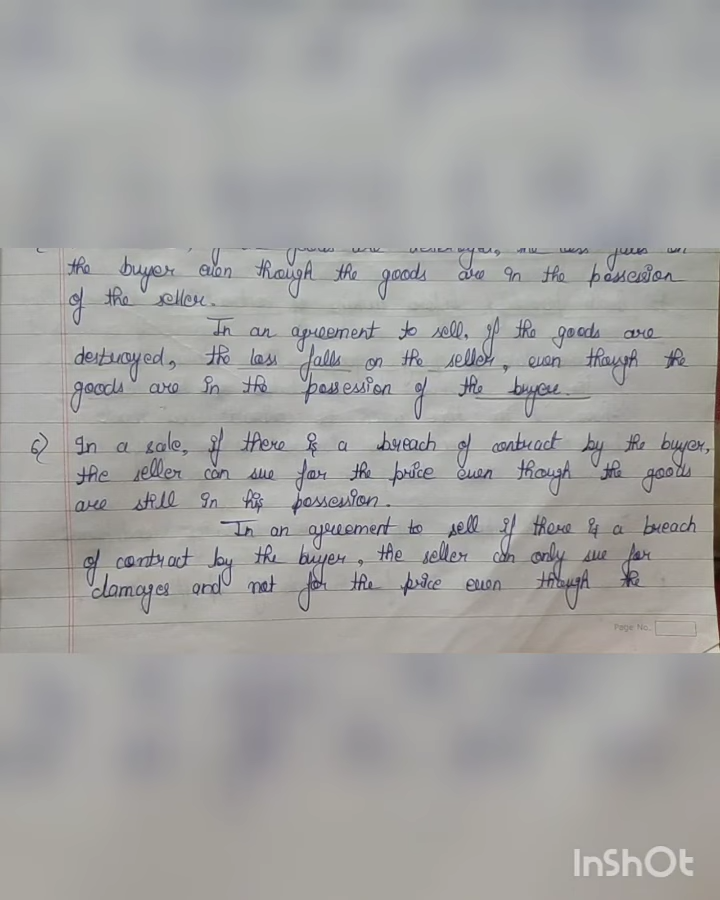 the buyer even though the goods are in the possession
of the seller.
In an agreement to sell, if the goods are
destroyed, the loss falls on the seller, even though the
goods are in the possession of the buyer.
6) In a sale, if there is a breach of contract by the buyer,
the seller can sue for the price even though the goods
are still in his possession.
In an agreement to sell if there is a breach
of contract by the buyer, the seller can only sue for
damages and not for the price even though the
Page No.
InShOt